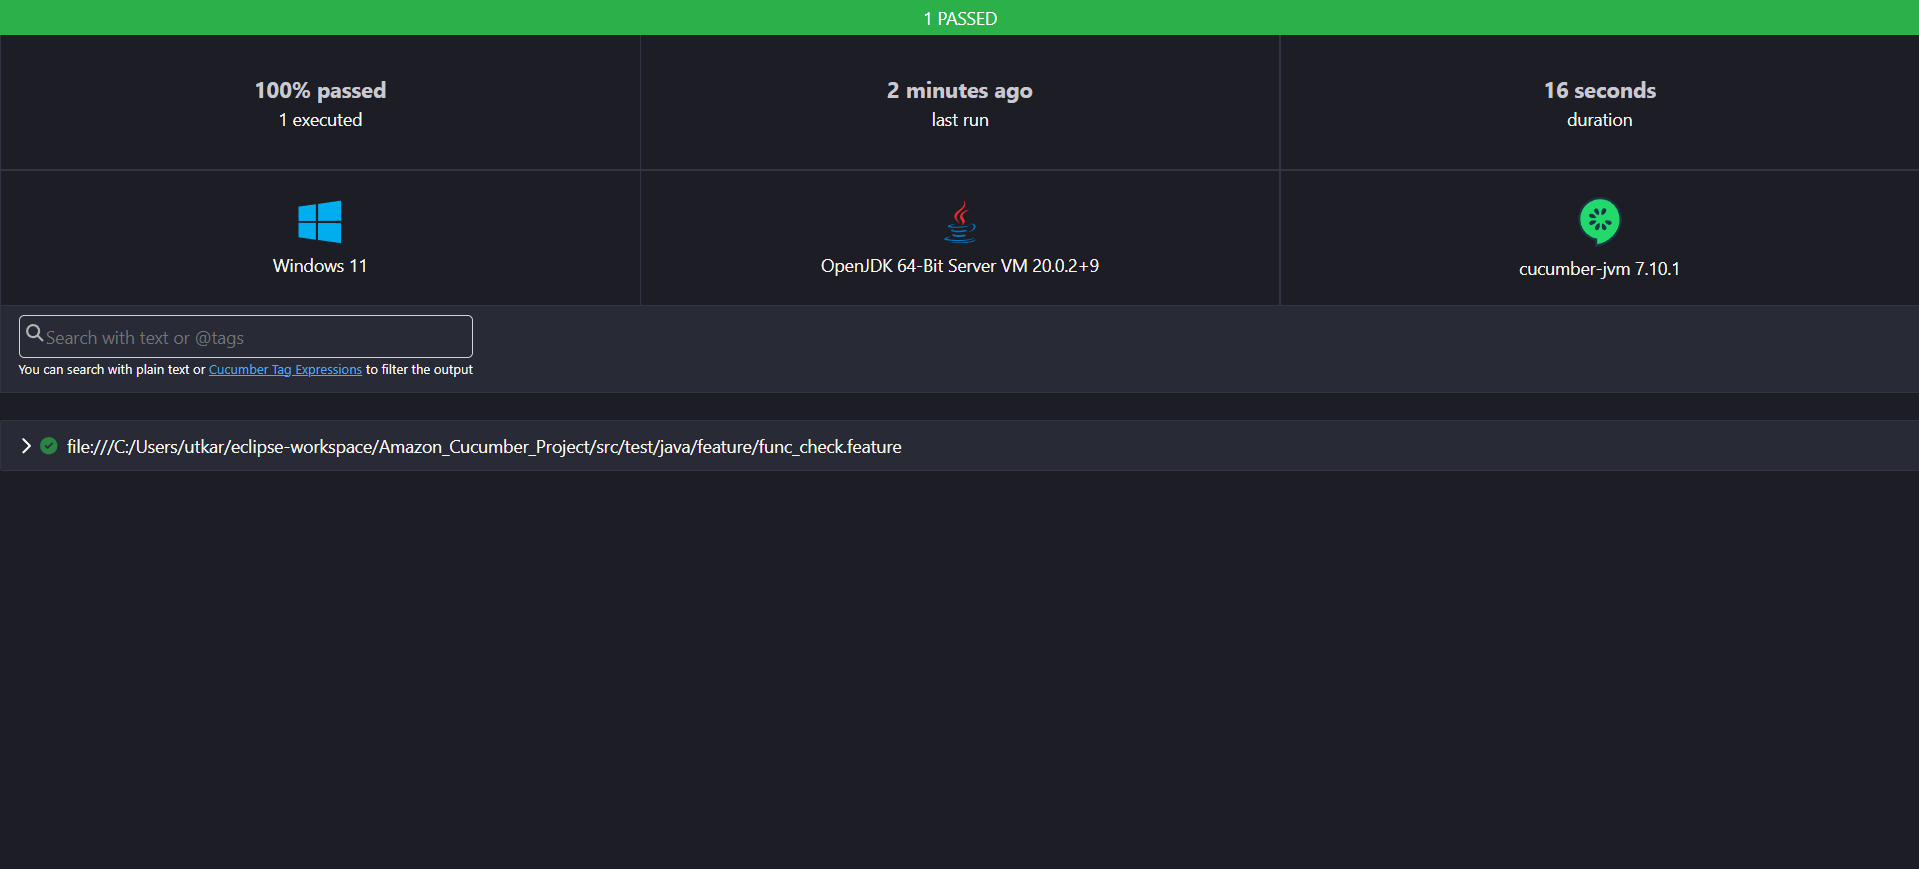 1 PASSED
100% passed
1 executed
2 minutes ago
last run
16 seconds
duration
Windows 11
OpenJDK 64-Bit Server VM 20.0.2+9
cucumber-jvm 7.10.1
Search with text or @tags
You can search with plain text or Cucumber Tag Expressions to filter the output
file:///C:/Users/utkar/eclipse-workspace/Amazon_Cucumber_Project/src/test/java/feature/func_check.feature